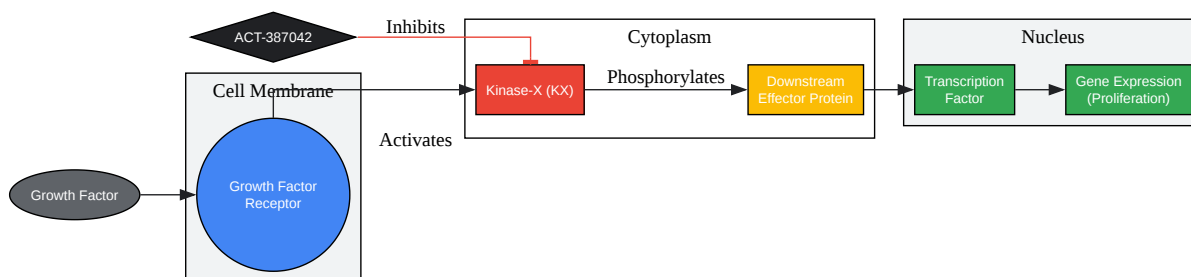 ACT-387042
Inhibits
Cytoplasm
Nucleus
Cell Membrane
Kinase-X (KX)
Phosphorylates
Downstream
Effector Protein
Transcription
Factor
Gene Expression
(Proliferation)
Activates
Growth Factor
Growth Factor
Receptor